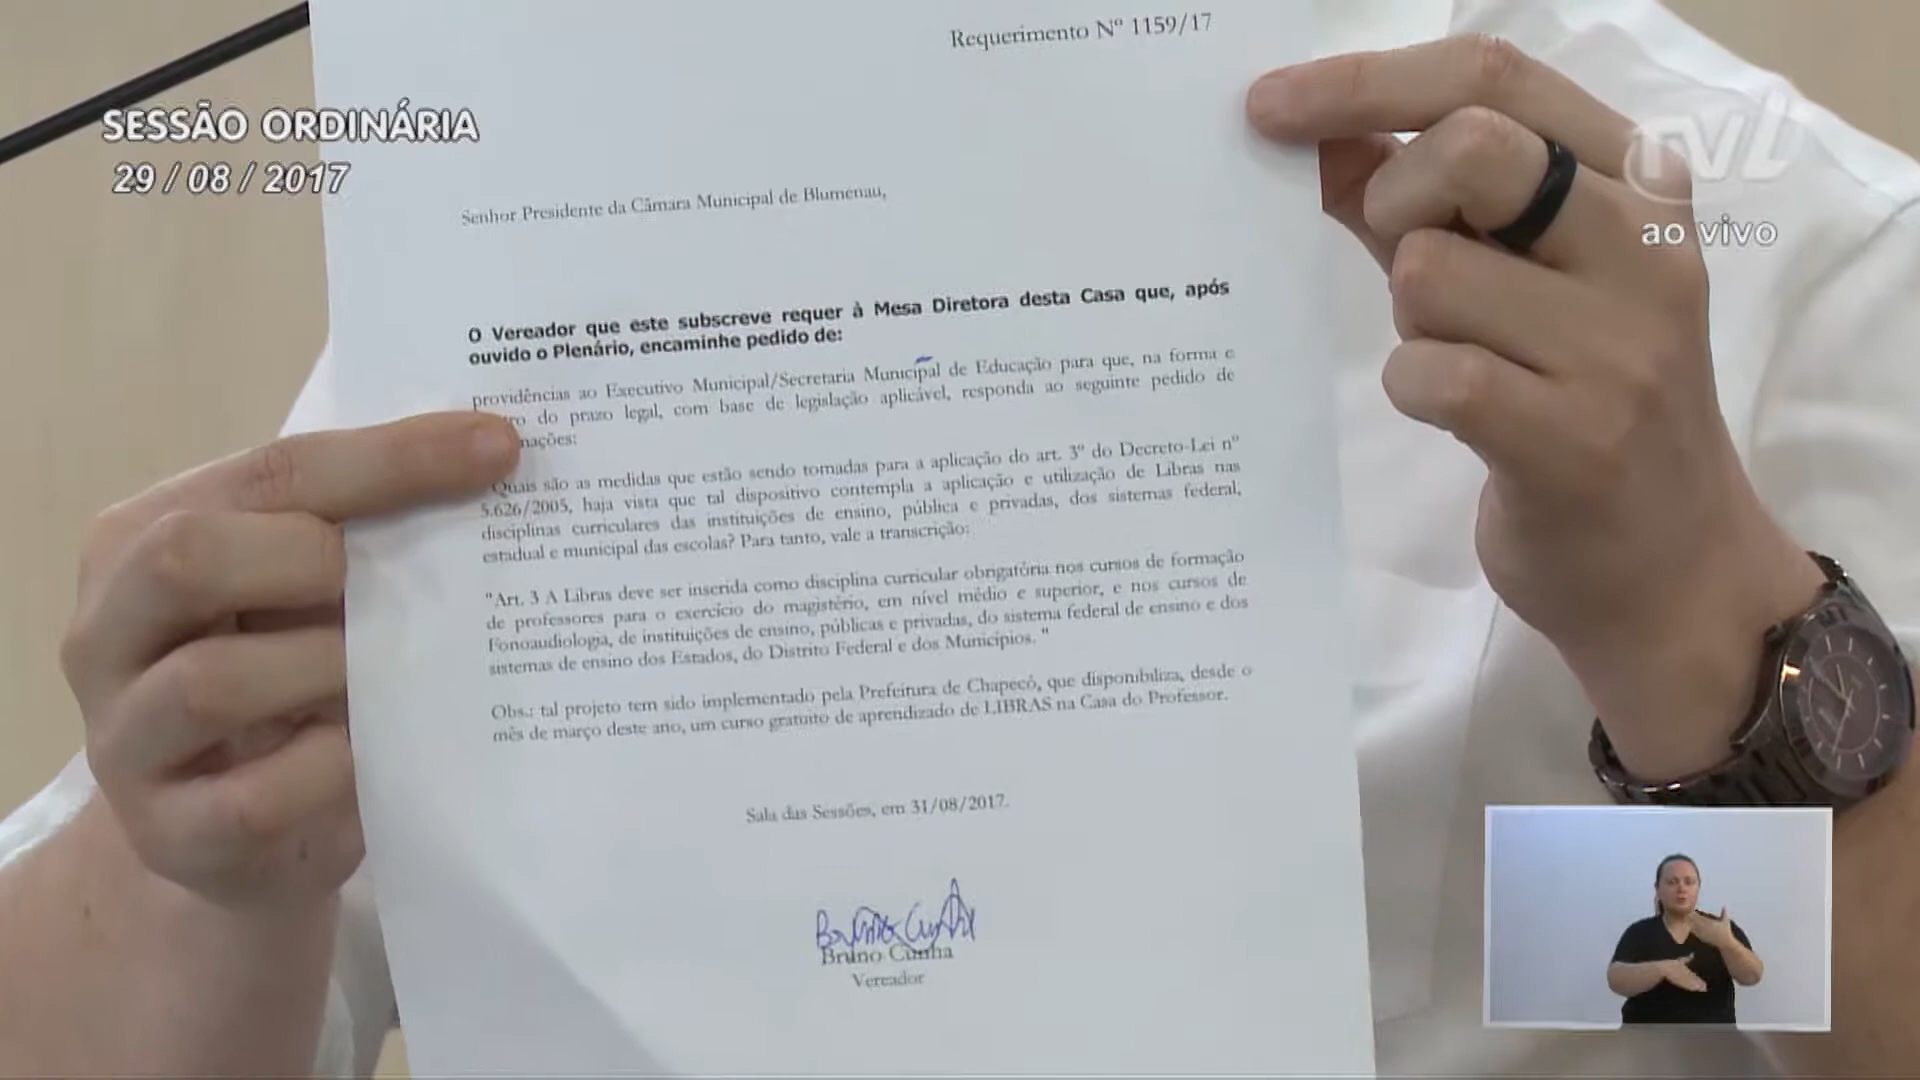 Requerimento Nº 1159/17
SESSÃO ORDINÁRIA
29 / 08 / 2017
TVL
ao vivo
Senhor Presidente da Câmara Municipal de Blumenau,
O Vereador que este subscreve requer à Mesa Diretora desta Casa que, após
ouvido o Plenário, encaminhe pedido de:
providências ao Executivo Municipal/Secretaria Municipal de Educação para que, na forma e
do prazo legal, com base de legislação aplicável, responda ao seguinte pedido de
mações:
Quais são as medidas que estão sendo tomadas para a aplicação do art. 3º do Decreto-Lei nº
5.626/2005, haja vista que tal dispositivo contempla a aplicação e utilização de Libras nas
disciplinas curriculares das instituições de ensino, pública e privadas, dos sistemas federal,
estadual e municipal das escolas? Para tanto, vale a transcrição:
"Art. 3 A Libras deve ser inserida como disciplina curricular obrigatória nos cursos de formação
de professores para o exercício do magistério, em nível médio e superior, e nos cursos de
Fonoaudiologia, de instituições de ensino, públicas e privadas, do sistema federal de ensino e dos
sistemas de ensino dos Estados, do Distrito Federal e dos Municípios. "
Obs.: tal projeto tem sido implementado pela Prefeitura de Chapecó, que disponibiliza, desde o
mês de março deste ano, um curso gratuito de aprendizado de LIBRAS na Casa do Professor.
Sala das Sessões, em 31/08/2017.
Bruno Cunha
Bruno Cunha
Vereador